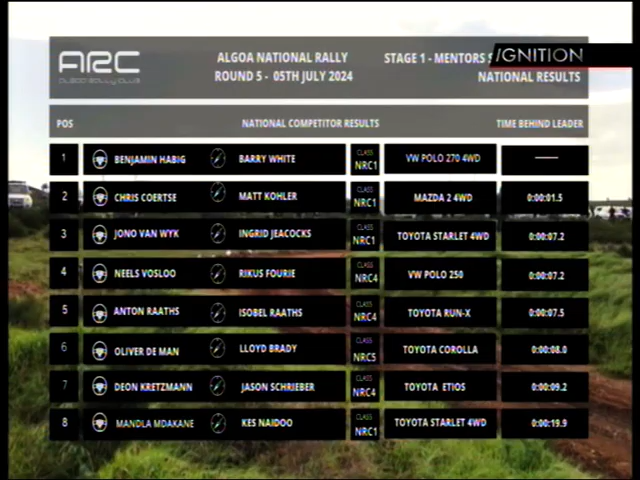 ARC
ALGOA RALLY CLUB
ALGOA NATIONAL RALLY
ROUND 5 - 05TH JULY 2024
STAGE 1 - MENTORS
NATIONAL RESULTS
IGNITION
POS NATIONAL COMPETITOR RESULTS TIME BEHIND LEADER
1 BENJAMIN HABIG BARRY WHITE CLASS NRC1 VW POLO 270 4WD
2 CHRIS COERTSE MATT KOHLER CLASS NRC1 MAZDA 2 4WD 0:00:01.5
3 JONO VAN WYK INGRID JEACOCKS CLASS NRC1 TOYOTA STARLET 4WD 0:00:07.2
4 NEELS VOSLOO RIKUS FOURIE CLASS NRC4 VW POLO 250 0:00:07.2
5 ANTON RAATHS ISOBEL RAATHS CLASS NRC4 TOYOTA RUN-X 0:00:07.5
6 OLIVER DE MAN LLOYD BRADY CLASS NRC5 TOYOTA COROLLA 0:00:08.0
7 DEON KRETZMANN JASON SCHRIEBER CLASS NRC4 TOYOTA ETIOS 0:00:09.2
8 MANDLA MDAKANE KES NAIDOO CLASS NRC1 TOYOTA STARLET 4WD 0:00:19.9